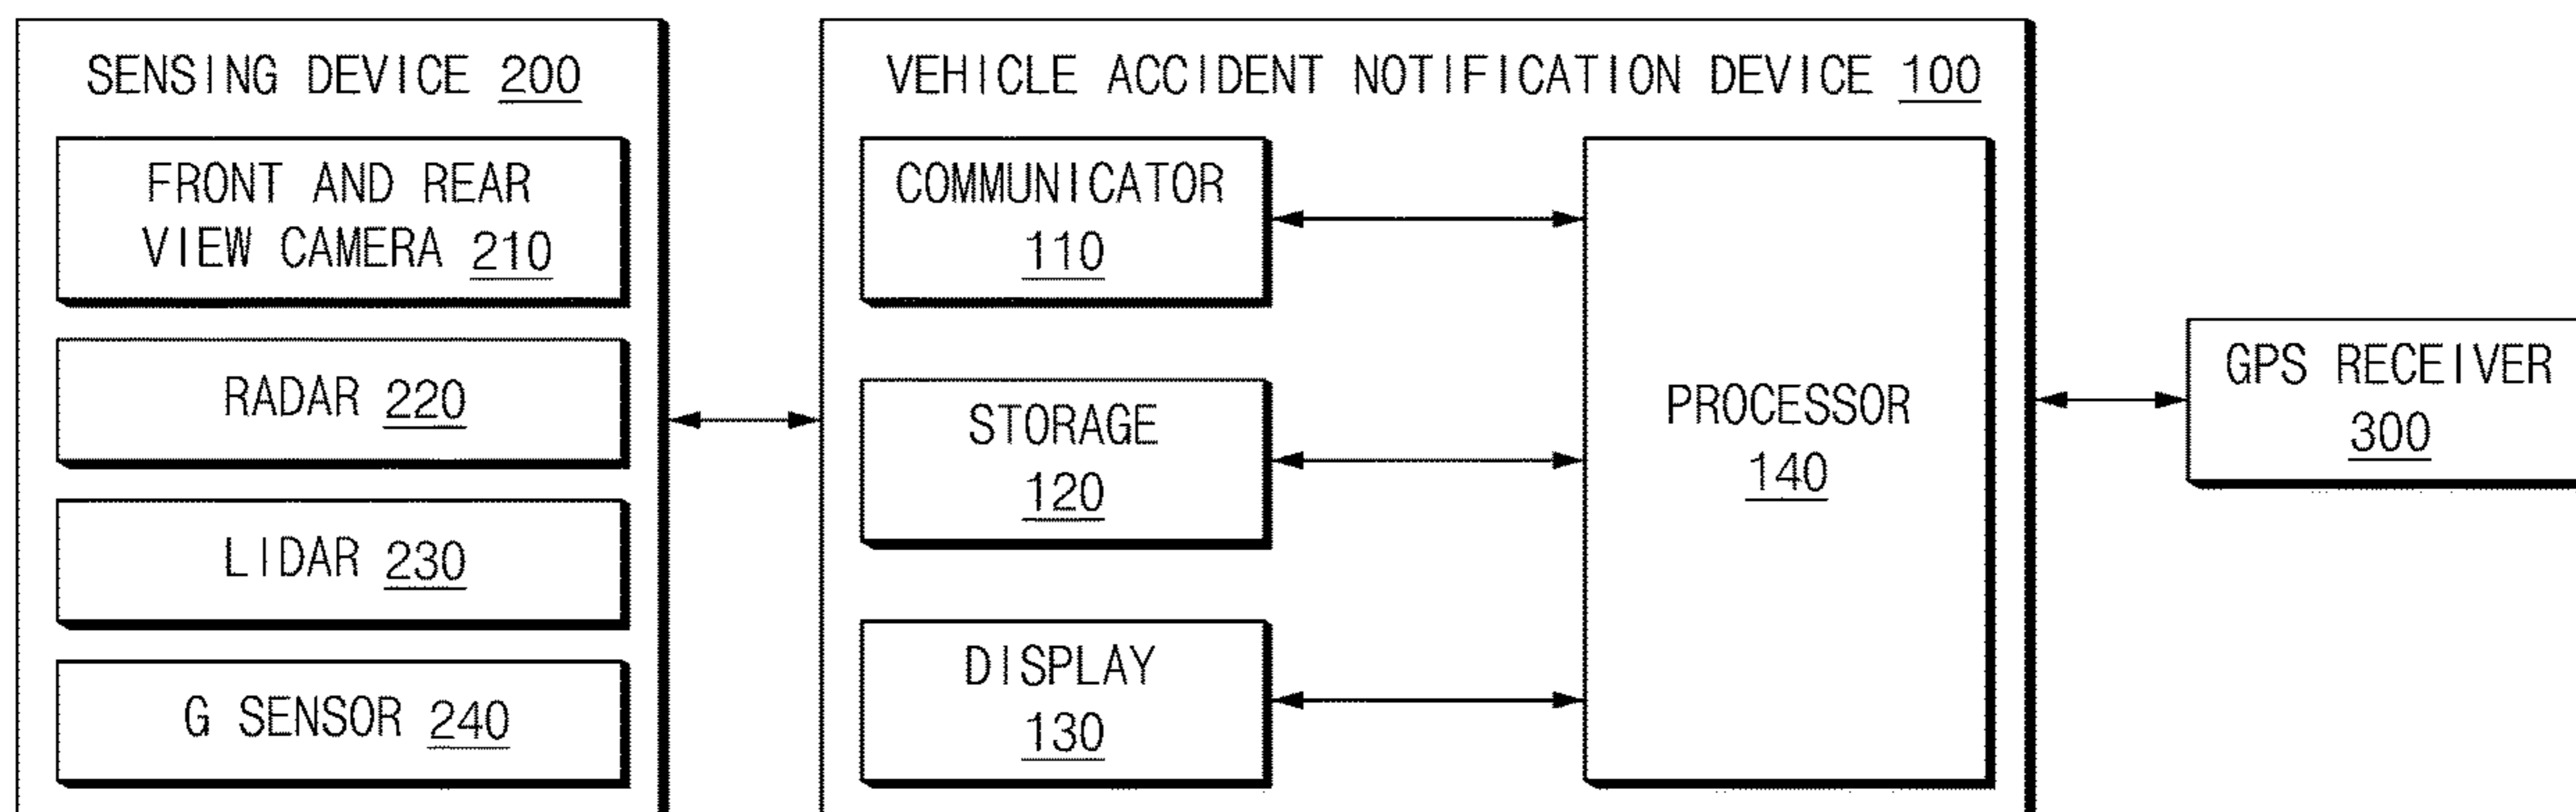 SENSING DEVICE 200
FRONT AND REAR
VIEW CAMERA 210
RADAR 220
LIDAR 230
G SENSOR 240
VEHICLE ACCIDENT NOTIFICATION DEVICE 100
COMMUNICATOR
110
STORAGE
120
DISPLAY
130
PROCESSOR
140
GPS RECEIVER
300